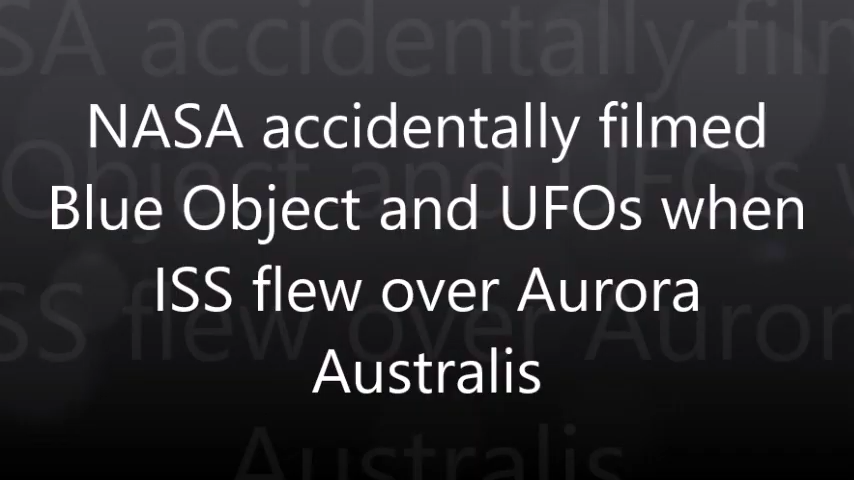 NASA accidentally filmed
Blue Object and UFOs when
ISS flew over Aurora
Australis